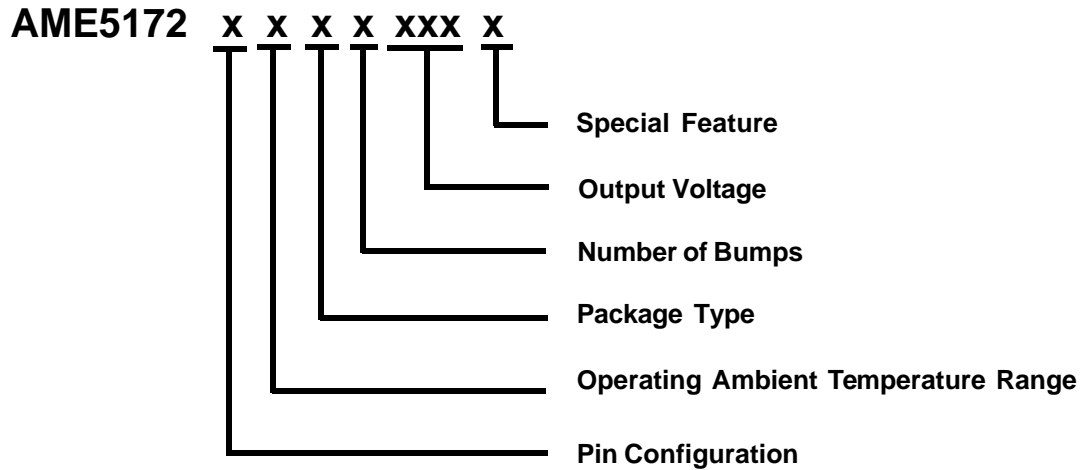 AME5172 x x x x xxx x
Special Feature
Output Voltage
Number of Bumps
Package Type
Operating Ambient Temperature Range
Pin Configuration